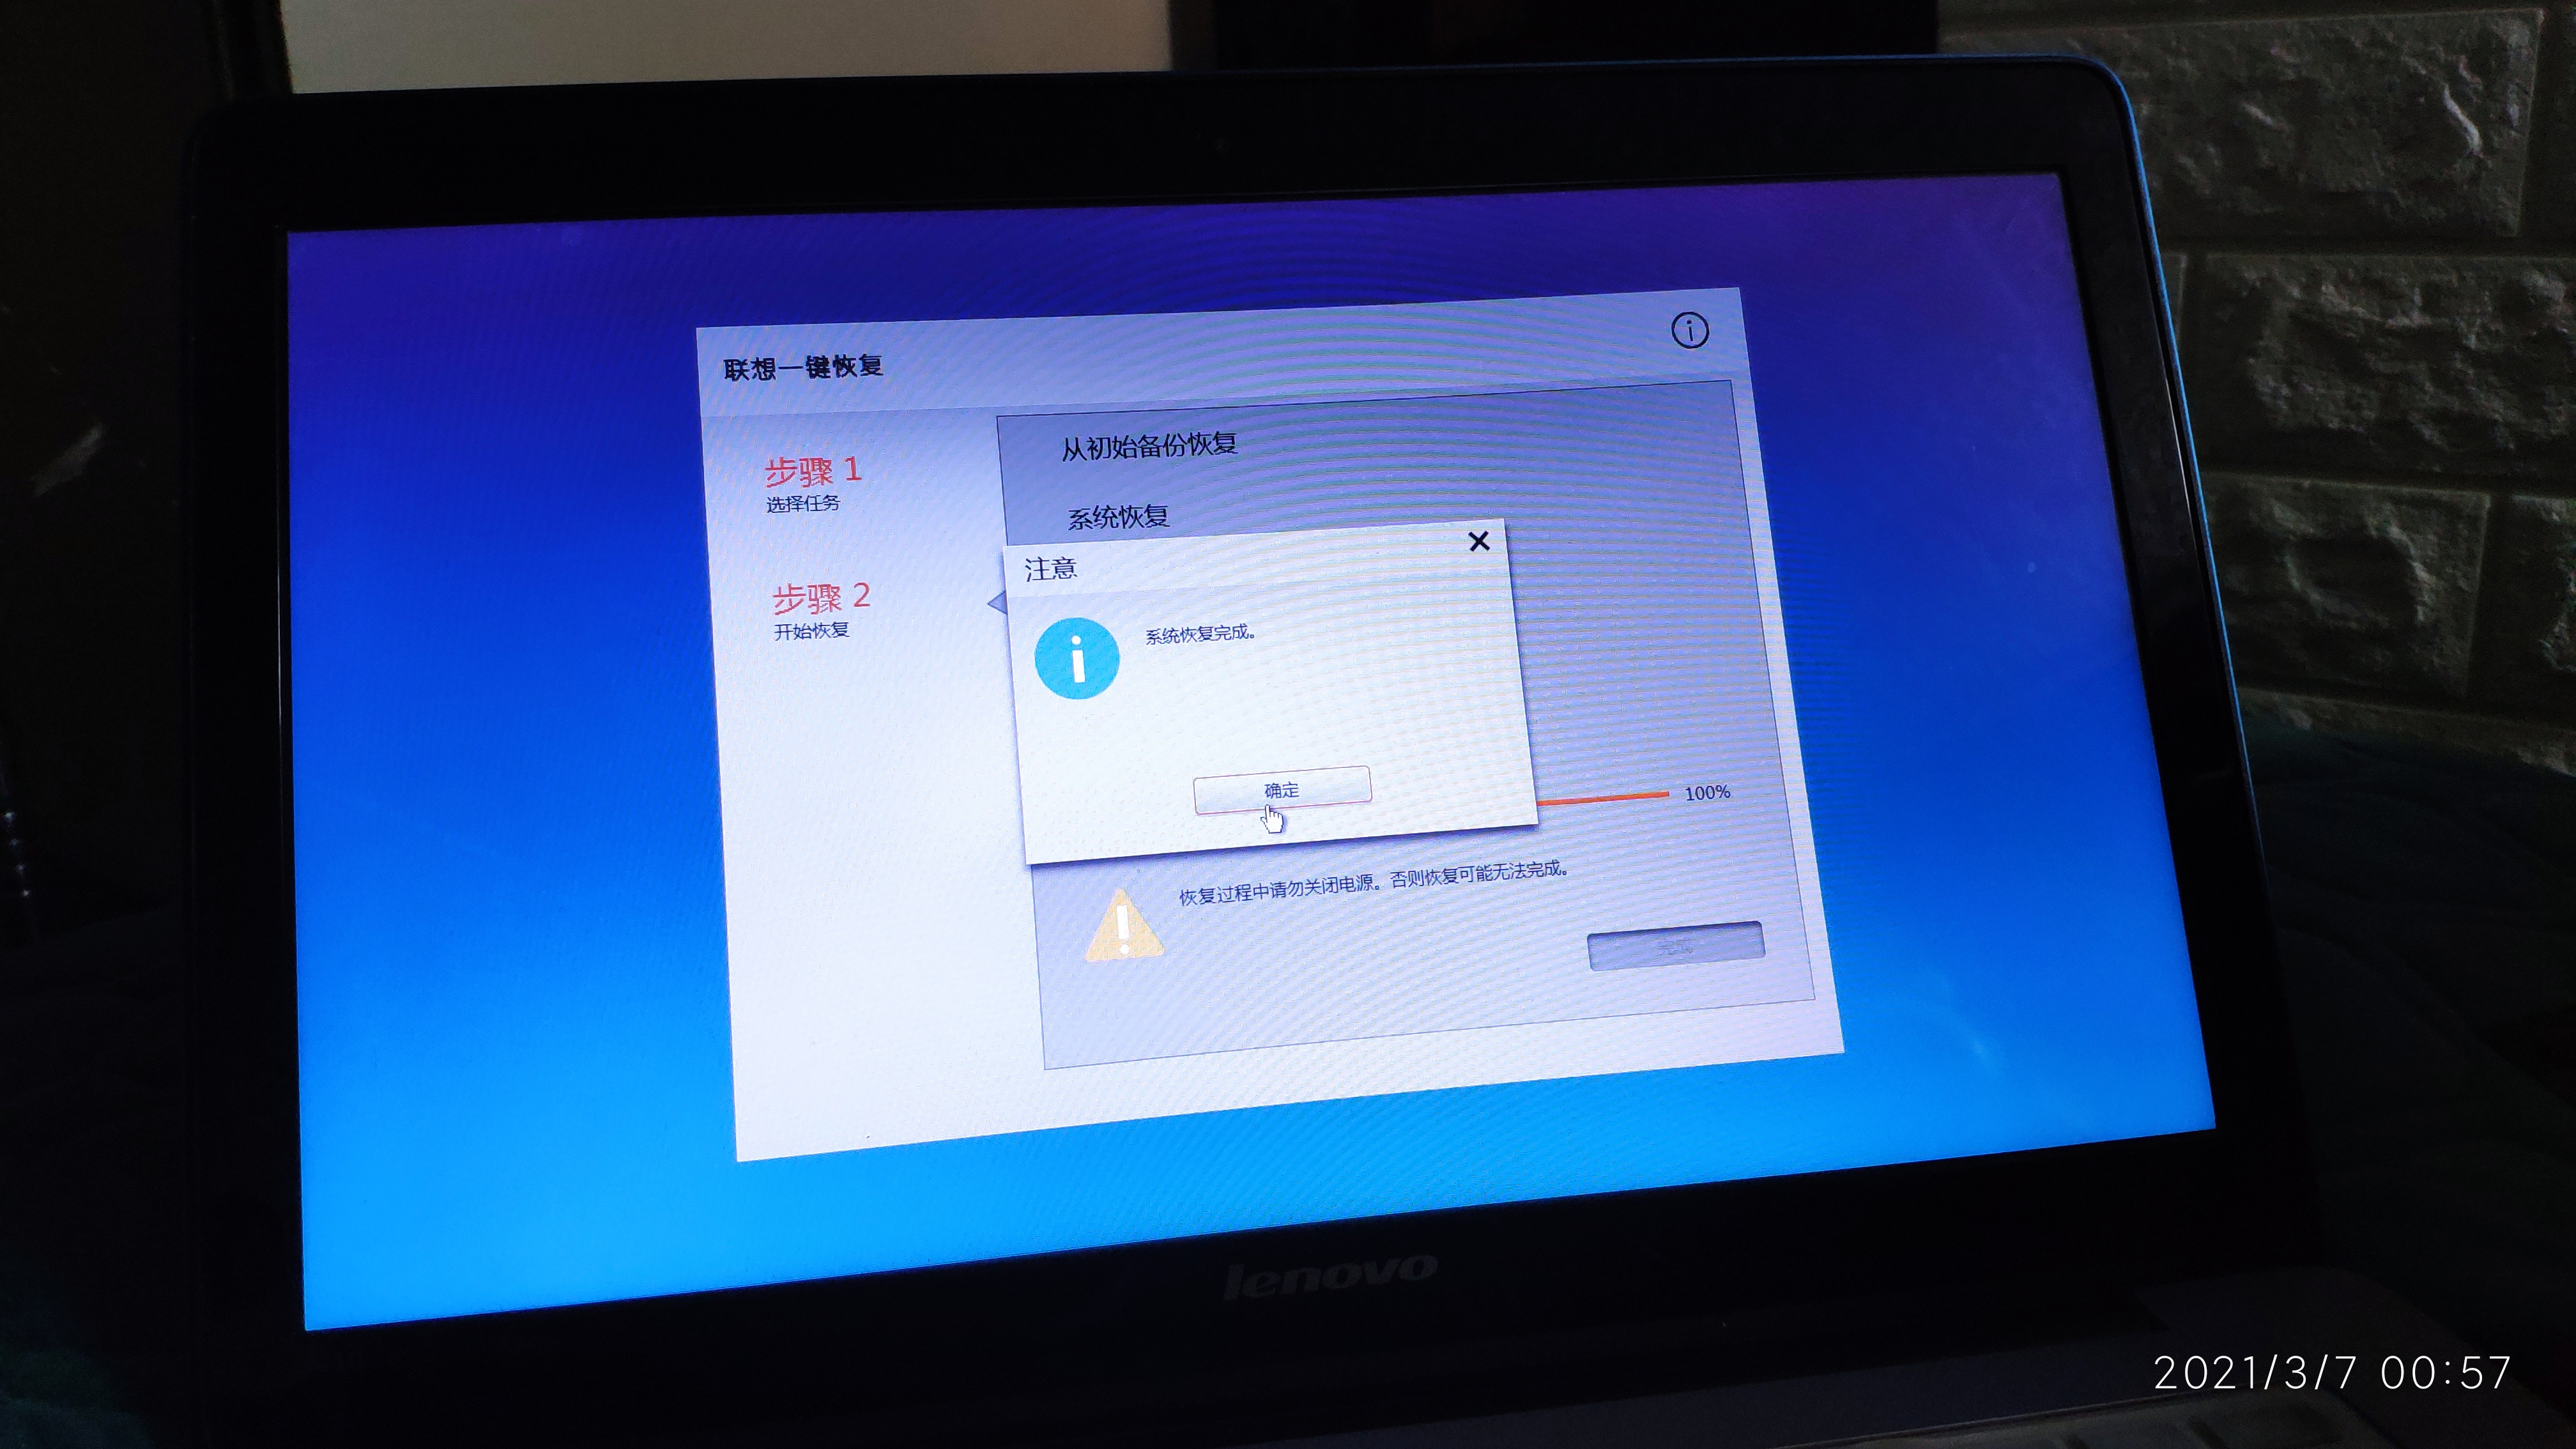 联想一键恢复
步骤 1
选择任务
步骤 2
开始恢复
从初始备份恢复
系统恢复
注意
系统恢复完成。
确定
100%
恢复过程中请勿关闭电源。否则恢复可能无法完成。
完成
lenovo
2021/3/7 00:57